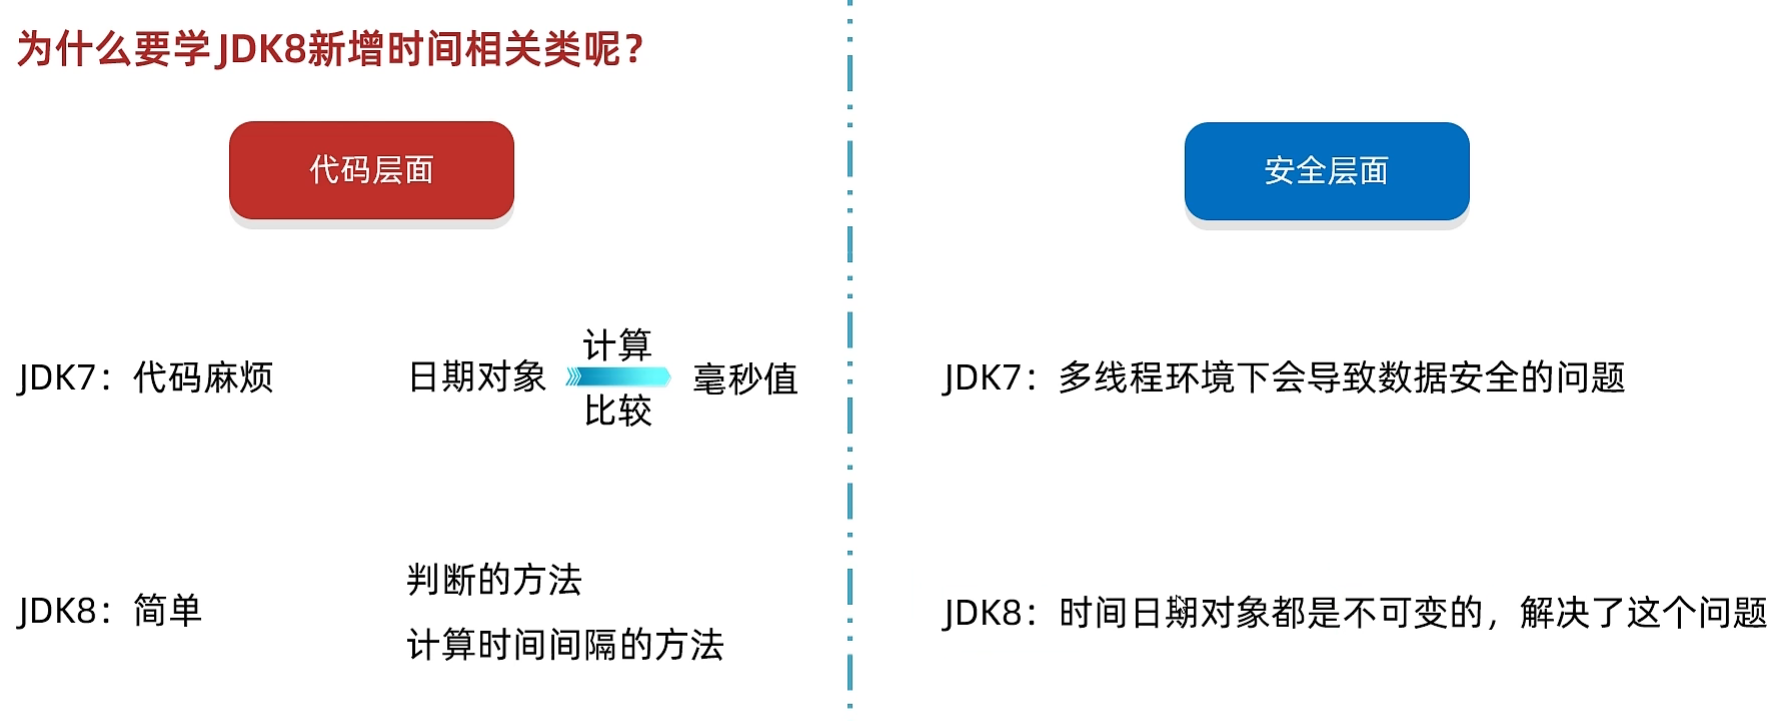 为什么要学JDK8新增时间相关类呢？
代码层面
JDK7：代码麻烦
日期对象
计算
比较
毫秒值
JDK8：简单
判断的方法
计算时间间隔的方法
安全层面
JDK7：多线程环境下会导致数据安全的问题
JDK8：时间日期对象都是不可变的，解决了这个问题